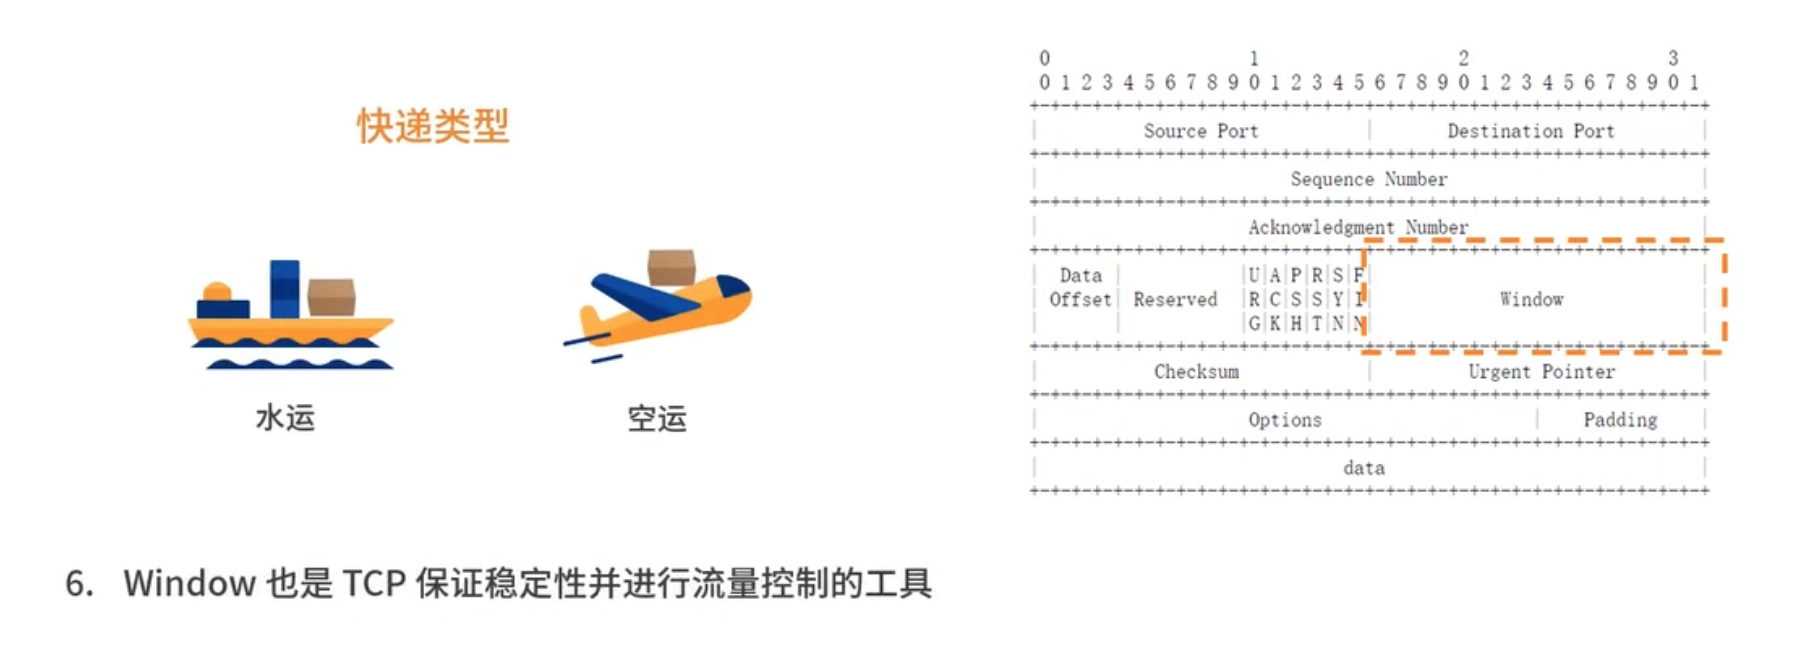 快递类型
水运
空运
0 1 2 3
0 1 2 3 4 5 6 7 8 9 0 1 2 3 4 5 6 7 8 9 0 1 2 3 4 5 6 7 8 9 0 1
Source Port | Destination Port
Sequence Number
Acknowledgment Number
Data |U|A|P|R|S|F|
Offset| Reserved |R|C|S|S|Y|I| Window
|G|K|H|T|N|N|
Checksum | Urgent Pointer
Options | Padding
data
6. Window 也是 TCP 保证稳定性并进行流量控制的工具